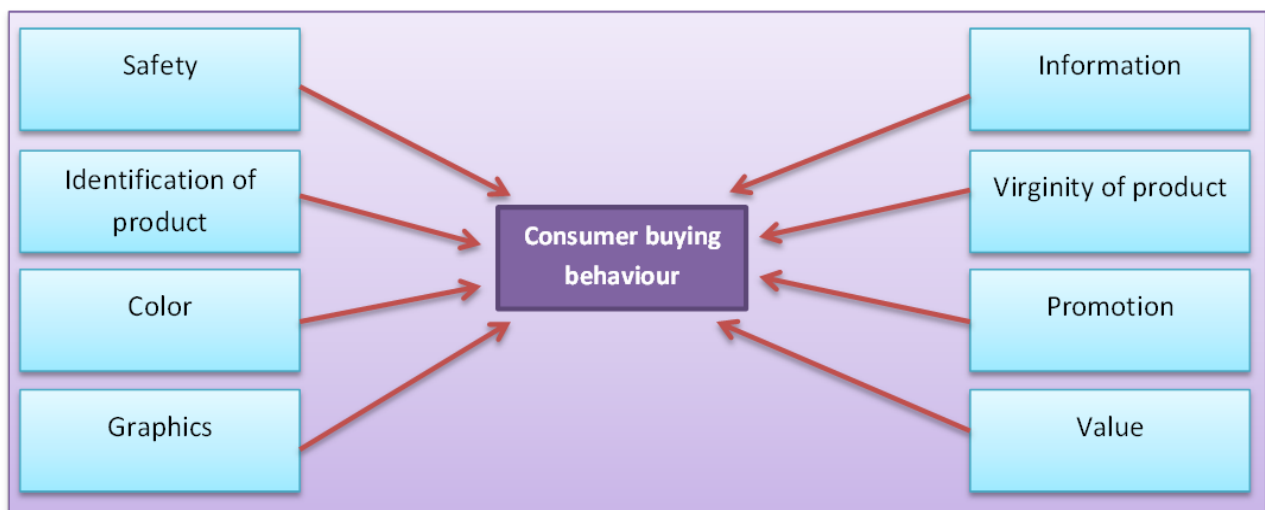 Safety
Identification of
product
Color
Graphics
Consumer buying
behaviour
Information
Virginity of product
Promotion
Value